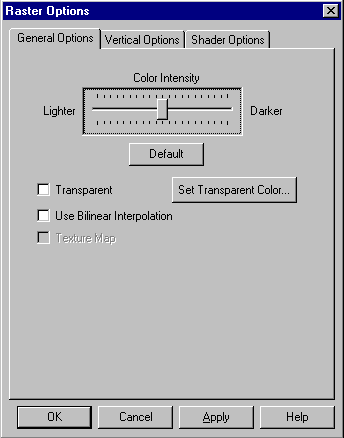 Raster Options
General Options Vertical Options Shader Options
Color Intensity
Lighter Darker
Default
Transparent Set Transparent Color...
Use Bilinear Interpolation
Texture Map
OK Cancel Apply Help